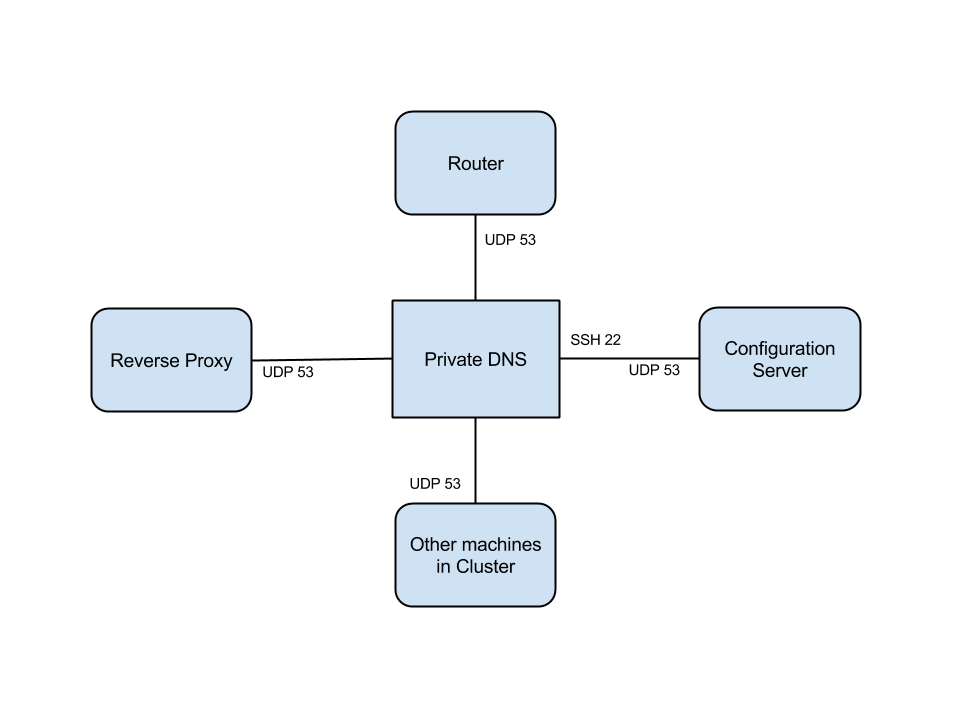 Router
UDP 53
Reverse Proxy
UDP 53
Private DNS
SSH 22
UDP 53
Configuration
Server
UDP 53
Other machines
in Cluster